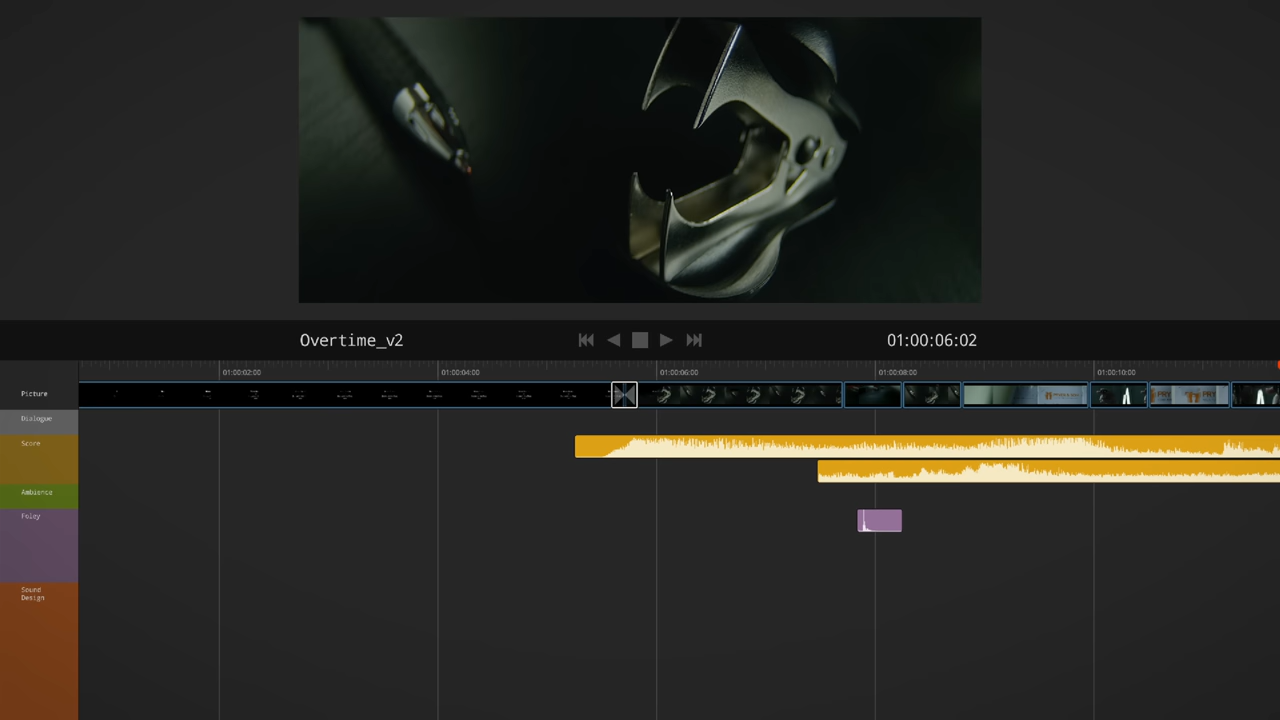 Overtime_v2
01:00:06:02
01:00:02:00
01:00:04:00
01:00:06:00
01:00:08:00
01:00:10:00
Picture
Dialogue
Score
Ambience
Foley
Sound
Design